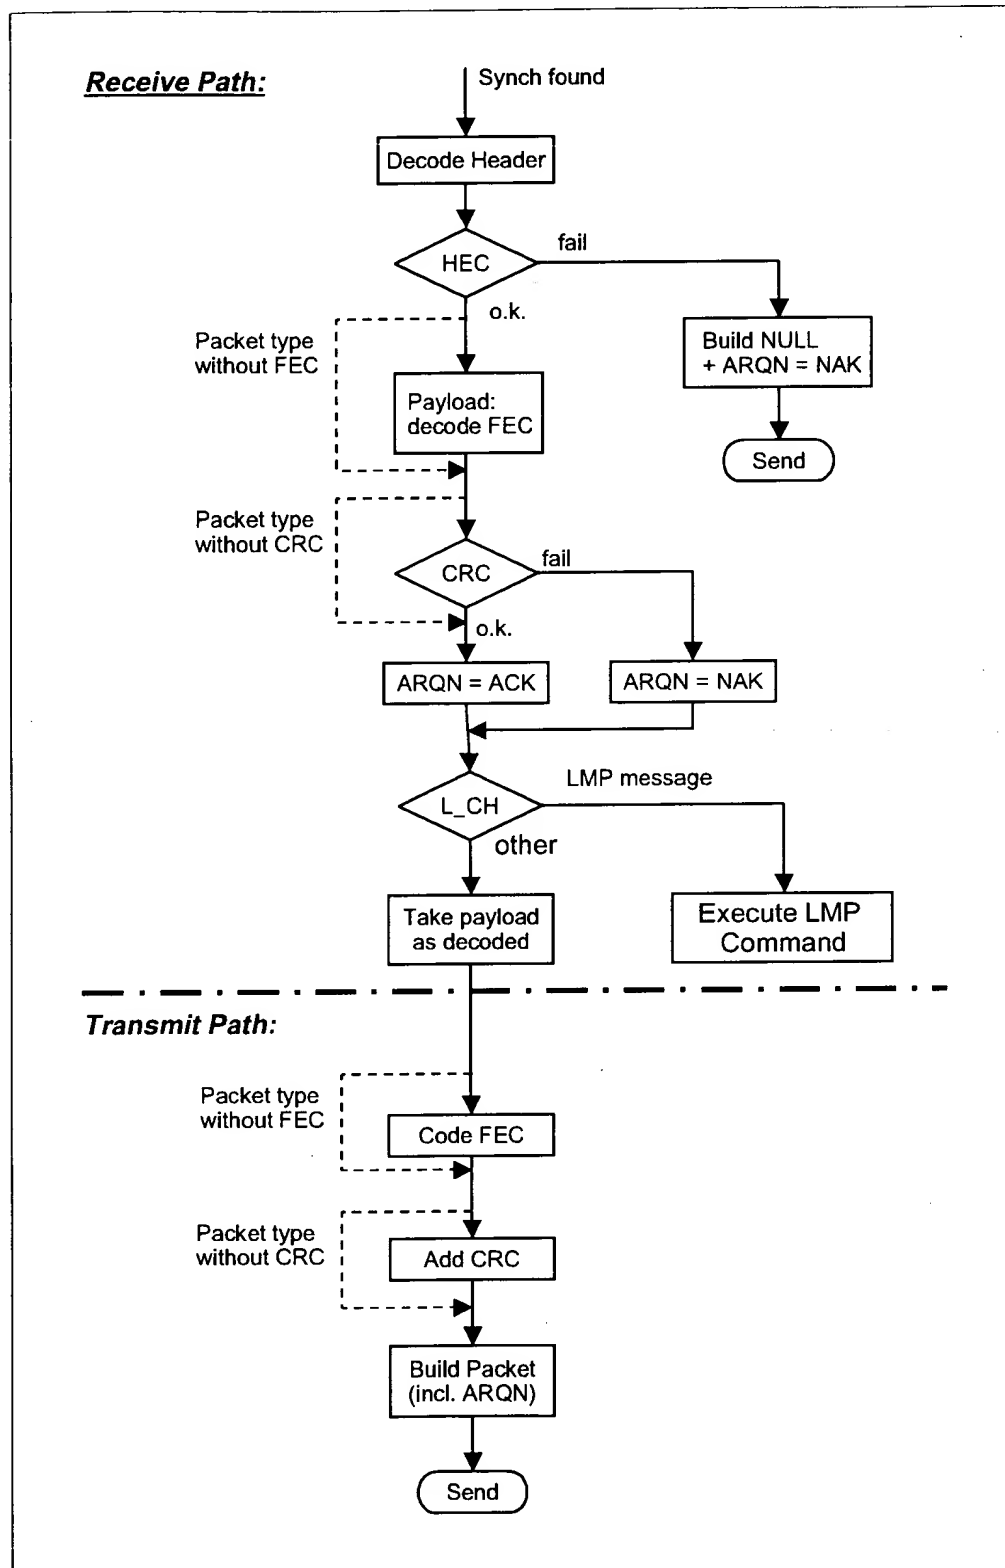 Receive Path:
Synch found
Decode Header
HEC
fail
o.k.
Packet type
without FEC
Build NULL
+ ARQN = NAK
Payload:
decode FEC
Send
Packet type
without CRC
CRC
fail
o.k.
ARQN = ACK
ARQN = NAK
LMP message
L_CH
other
Take payload
as decoded
Execute LMP
Command
Transmit Path:
Packet type
without FEC
Code FEC
Packet type
without CRC
Add CRC
Build Packet
(incl. ARQN)
Send